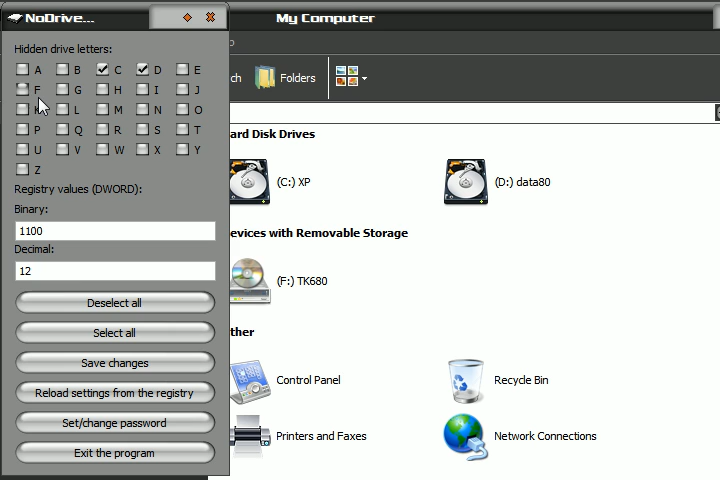 NoDrive...
My Computer
Hidden drive letters:
A B C D E
F G H I J
K L M N O
P Q R S T
U V W X Y
Z
Registry values (DWORD):
Binary:
1100
Decimal:
12
Deselect all
Select all
Save changes
Reload settings from the registry
Set/change password
Exit the program
ch Folders
ard Disk Drives
(C:) XP
(D:) data80
evices with Removable Storage
(F:) TK680
ther
Control Panel
Recycle Bin
Printers and Faxes
Network Connections